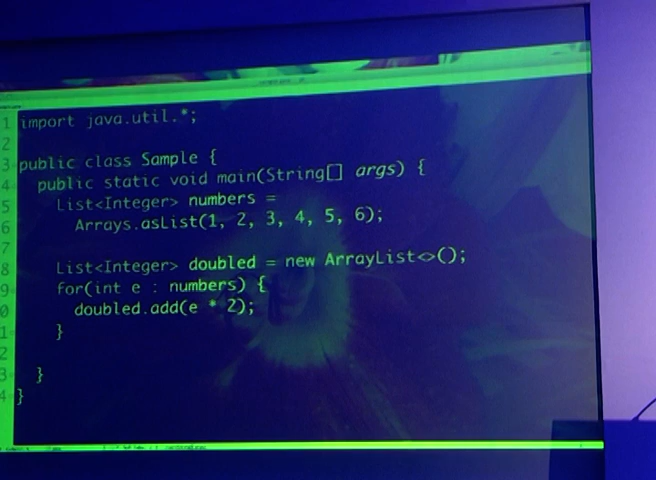 1 import java.util.*;
2
3 public class Sample {
4 public static void main(String[] args) {
5 List<Integer> numbers =
6 Arrays.asList(1, 2, 3, 4, 5, 6);
7
8 List<Integer> doubled = new ArrayList<>();
9 for(int e : numbers) {
0 doubled.add(e * 2);
1 }
2
3 }
4 }